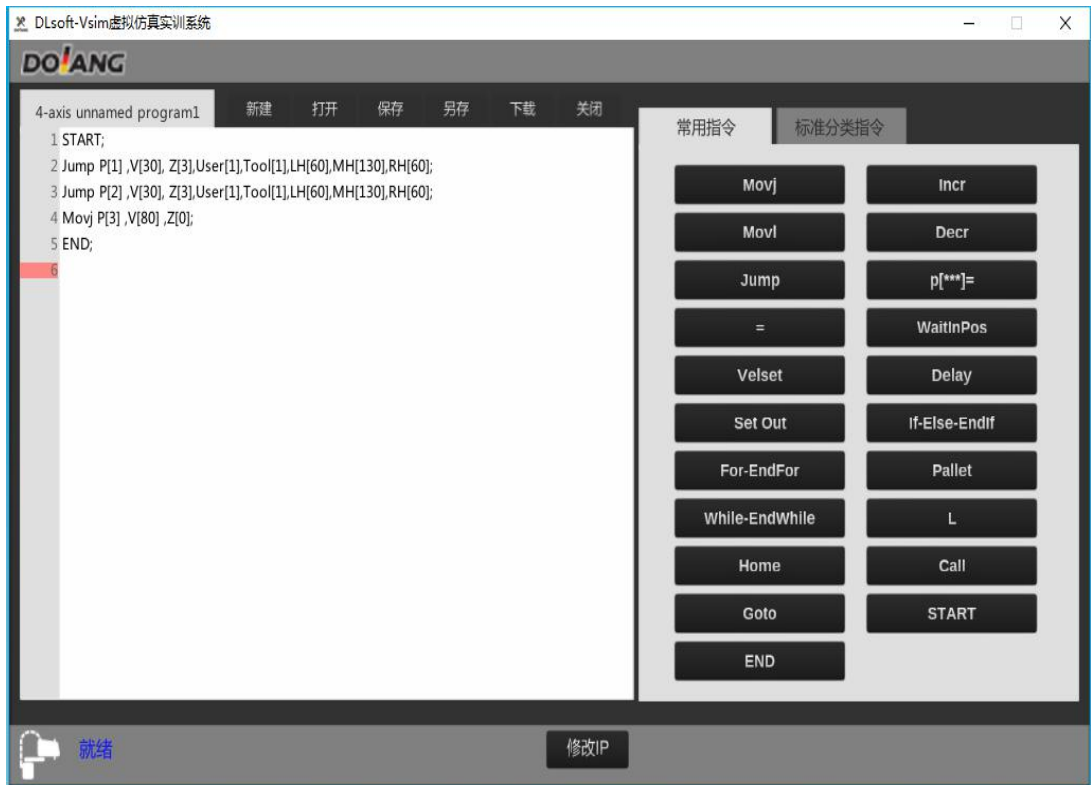 DLsoft-Vsim虚拟仿真实训系统
DOLANG
4-axis unnamed program1 新建 打开 保存 另存 下载 关闭
1 START;
2 Jump P[1] ,V[30], Z[3],User[1],Tool[1],LH[60],MH[130],RH[60];
3 Jump P[2] ,V[30], Z[3],User[1],Tool[1],LH[60],MH[130],RH[60];
4 Movj P[3] ,V[80] ,Z[0];
5 END;
6
常用指令 标准分类指令
Movj Incr
Movl Decr
Jump p[***]=
= WaitInPos
Velset Delay
Set Out If-Else-EndIf
For-EndFor Pallet
While-EndWhile L
Home Call
Goto START
END
就绪 修改IP